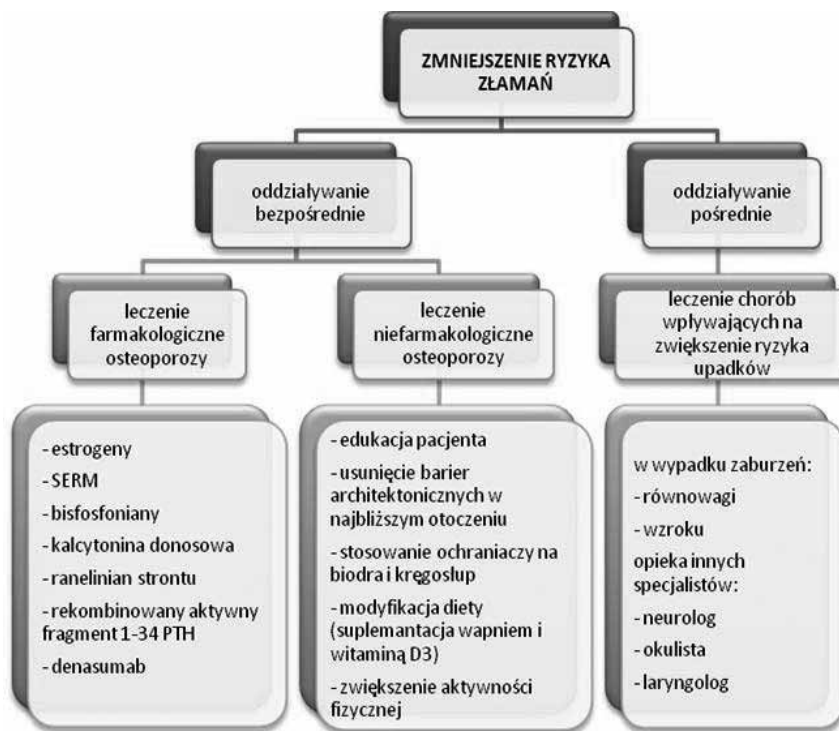 ZMNIEJSZENIE RYZYKA
ZŁAMAŃ
oddziaływanie
bezpośrednie
oddziaływanie
pośrednie
leczenie
farmakologiczne
osteoporozy
leczenie
niefarmakologiczne
osteoporozy
leczenie chorób
wpływających na
zwiększenie ryzyka
upadków
- estrogeny
- SERM
- bisfosfoniany
- kalcytonina donosowa
- ranelinian strontu
- rekombinowany aktywny
fragment 1-34 PTH
- denasumab
- edukacja pacjenta
- usunięcie barier
architektonicznych w
najbliższym otoczeniu
- stosowanie ochraniaczy na
biodra i kręgosłup
- modyfikacja diety
(suplemantacja wapniem i
witaminą D3)
- zwiększenie aktywności
fizycznej
w wypadku zaburzeń:
- równowagi
- wzroku
opieka innych
specjalistów:
- neurolog
- okulista
- laryngolog